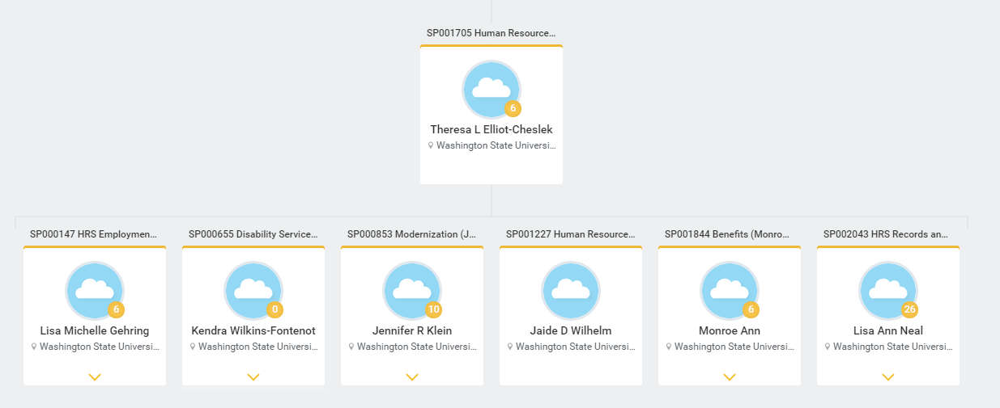 SP001705 Human Resource...
6
Theresa L Elliot-Cheslek
Washington State Universi...
SP000147 HRS Employmen...
6
Lisa Michelle Gehring
Washington State Universi...
SP000655 Disability Service...
0
Kendra Wilkins-Fontenot
Washington State Universi...
SP000853 Modernization (J...
10
Jennifer R Klein
Washington State Universi...
SP001227 Human Resource...
Jaide D Wilhelm
Washington State Universi...
SP001844 Benefits (Monro...
6
Monroe Ann
Washington State Universi...
SP002043 HRS Records an...
26
Lisa Ann Neal
Washington State Universi...